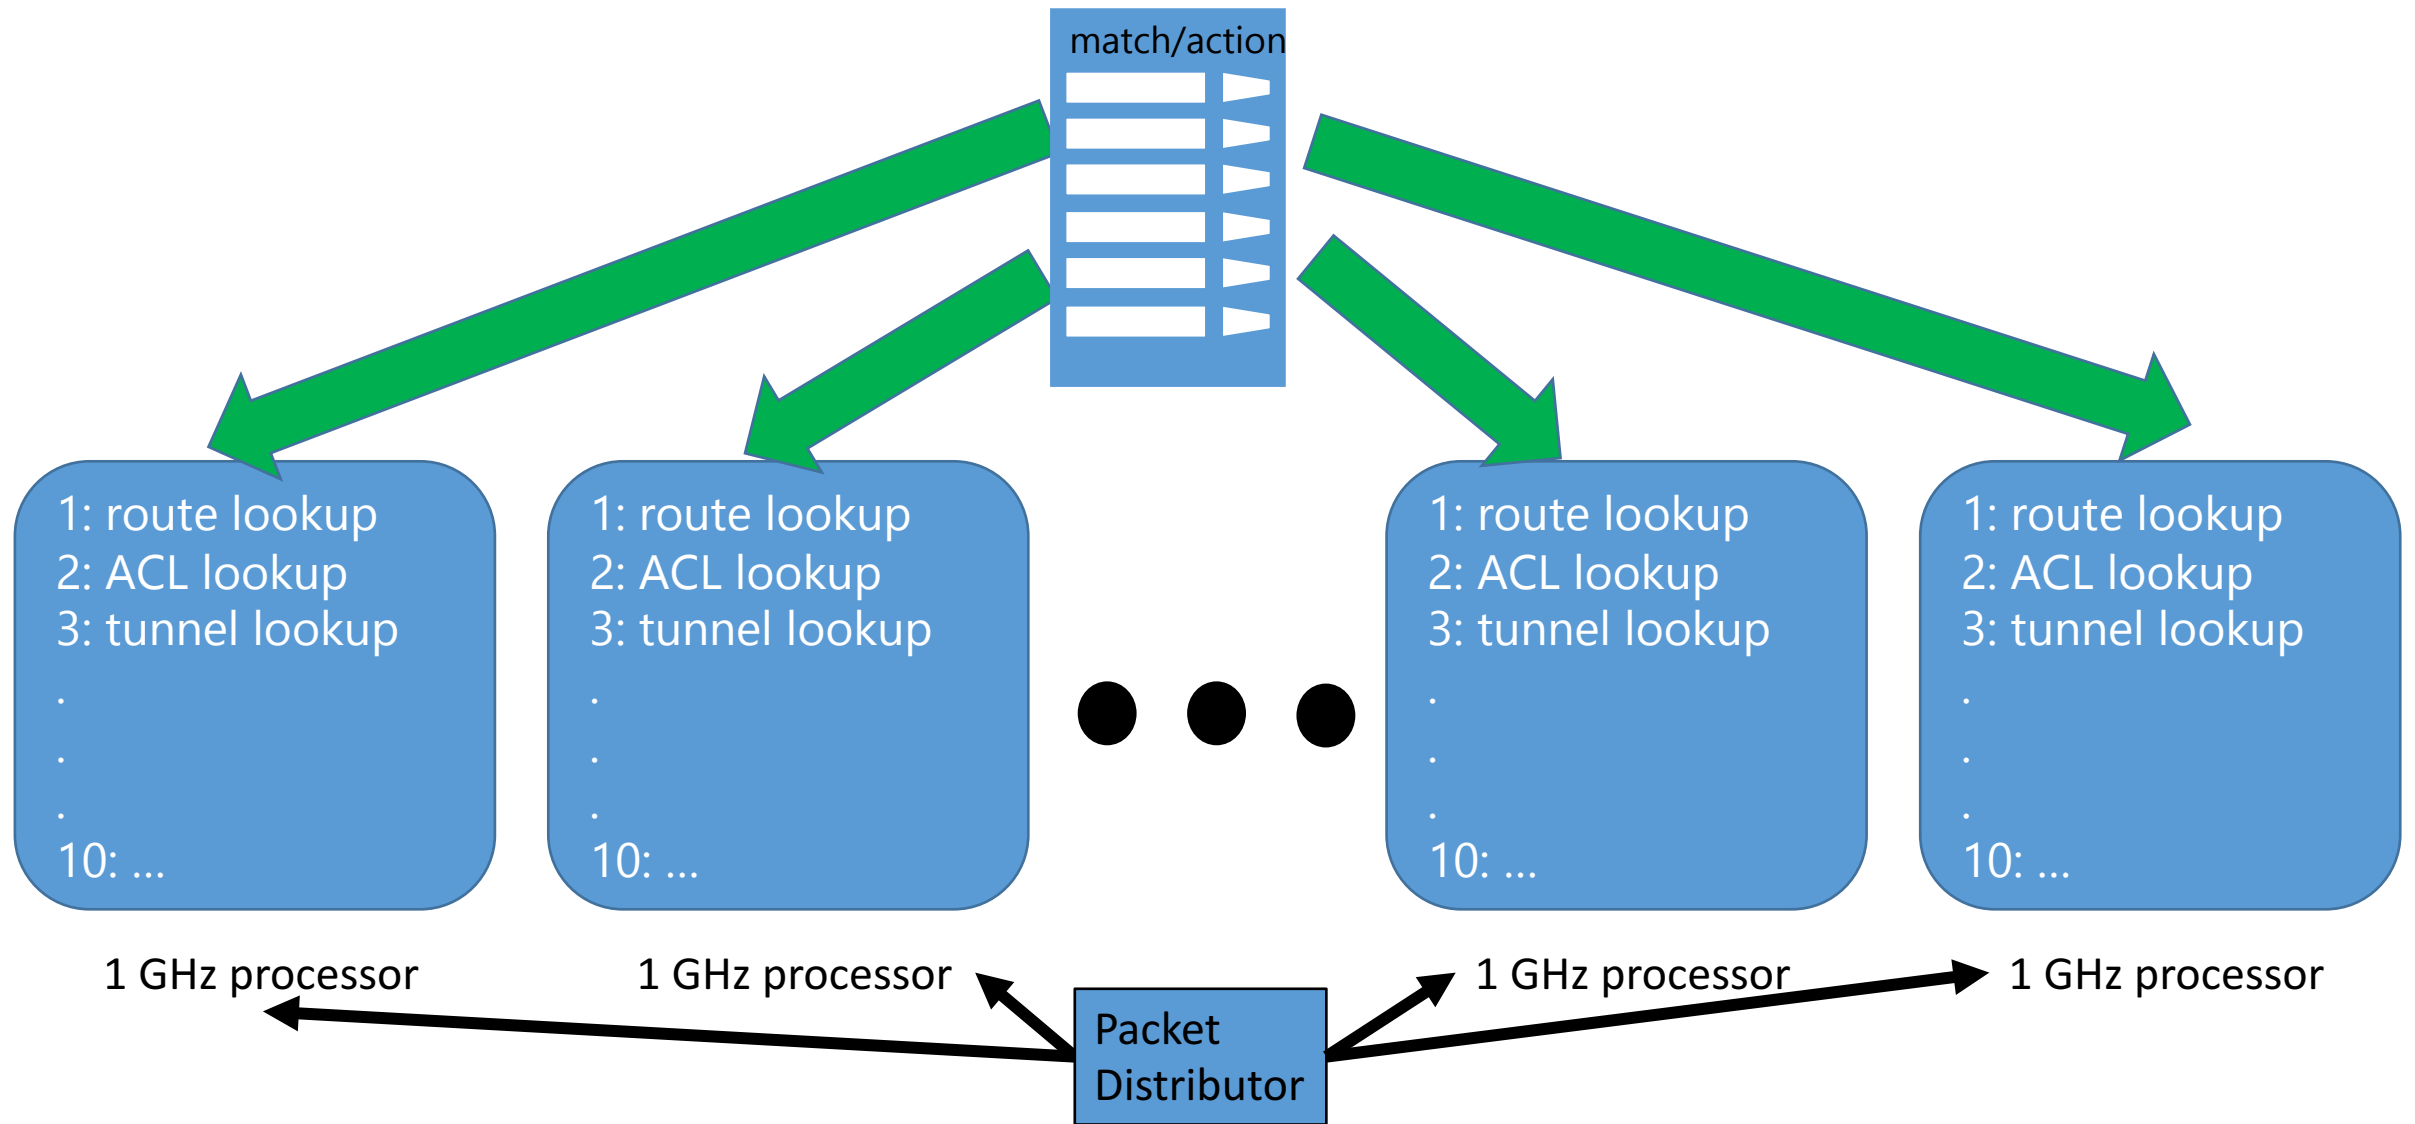 match/action
1: route lookup
2: ACL lookup
3: tunnel lookup
.
.
.
10: ...
1: route lookup
2: ACL lookup
3: tunnel lookup
.
.
.
10: ...
1: route lookup
2: ACL lookup
3: tunnel lookup
.
.
.
10: ...
1: route lookup
2: ACL lookup
3: tunnel lookup
.
.
.
10: ...
1 GHz processor
1 GHz processor
1 GHz processor
1 GHz processor
Packet
Distributor